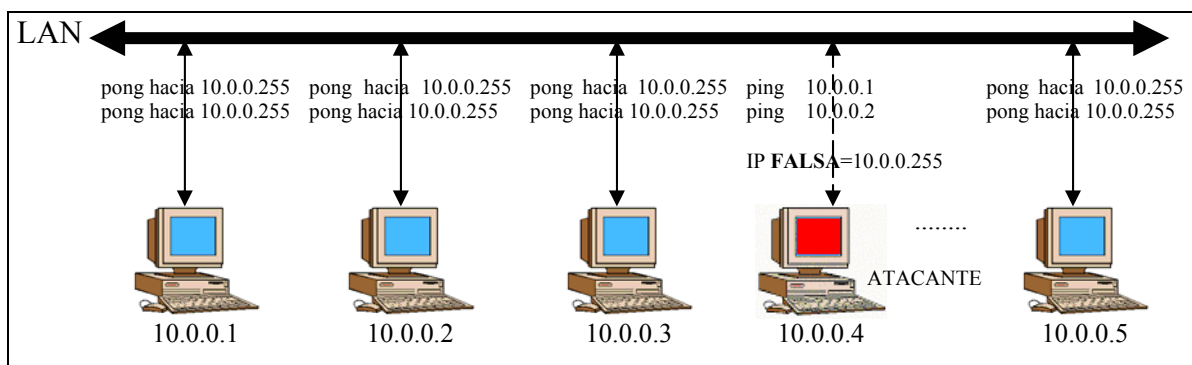 LAN
pong hacia 10.0.0.255 pong hacia 10.0.0.255 pong hacia 10.0.0.255 ping 10.0.0.1 pong hacia 10.0.0.255
pong hacia 10.0.0.255 pong hacia 10.0.0.255 pong hacia 10.0.0.255 ping 10.0.0.2 pong hacia 10.0.0.255
IP FALSA=10.0.0.255
........
ATACANTE
10.0.0.1 10.0.0.2 10.0.0.3 10.0.0.4 10.0.0.5